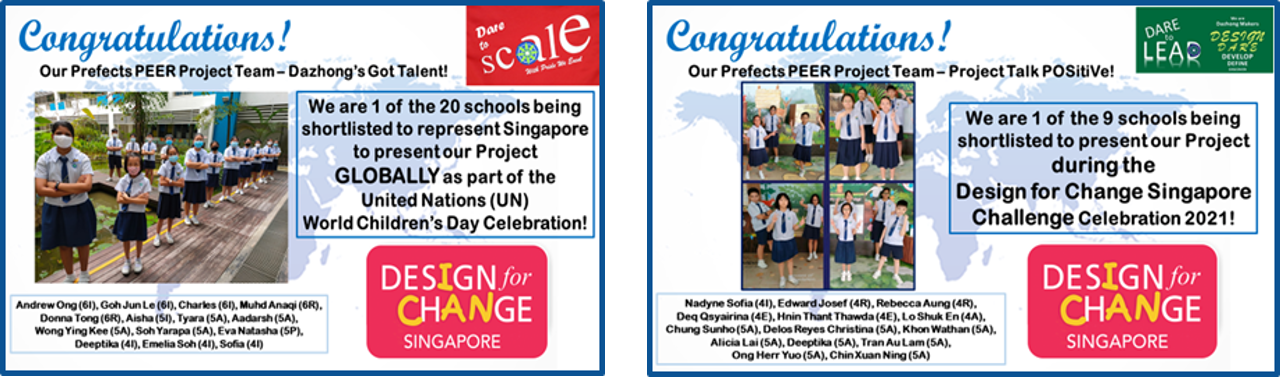 Congratulations!
Dare
to
scale
With Pride We Excel
Our Prefects PEER Project Team – Dazhong's Got Talent!
We are 1 of the 20 schools being
shortlisted to represent Singapore
to present our Project
GLOBALLY as part of the
United Nations (UN)
World Children's Day Celebration!
DESIGN for
CHANGE
SINGAPORE
Andrew Ong (6I), Goh Jun Le (6I), Charles (6I), Muhd Anaqi (6R),
Donna Tong (6R), Aisha (5I), Tyara (5A), Aadarsh (5A),
Wong Ying Kee (5A), Soh Yarapa (5A), Eva Natasha (5P),
Deeptika (4I), Emelia Soh (4I), Sofia (4I)
Congratulations!
DARE
to
LEAD
We are
Dazhong Makers
DESIGN
DARE
DEVELOP
DEFINE
Our Prefects PEER Project Team – Project Talk POSitiVe!
We are 1 of the 9 schools being
shortlisted to present our Project
during the
Design for Change Singapore
Challenge Celebration 2021!
DESIGN for
CHANGE
SINGAPORE
Nadyne Sofia (4I), Edward Josef (4R), Rebecca Aung (4R),
Deq Qsyairina (4E), Hnin Thant Thawda (4E), Lo Shuk En (4A),
Chung Sunho (5A), Delos Reyes Christina (5A), Khon Wathan (5A),
Alicia Lai (5A), Deeptika (5A), Tran Au Lam (5A),
Ong Herr Yuo (5A), Chin Xuan Ning (5A)